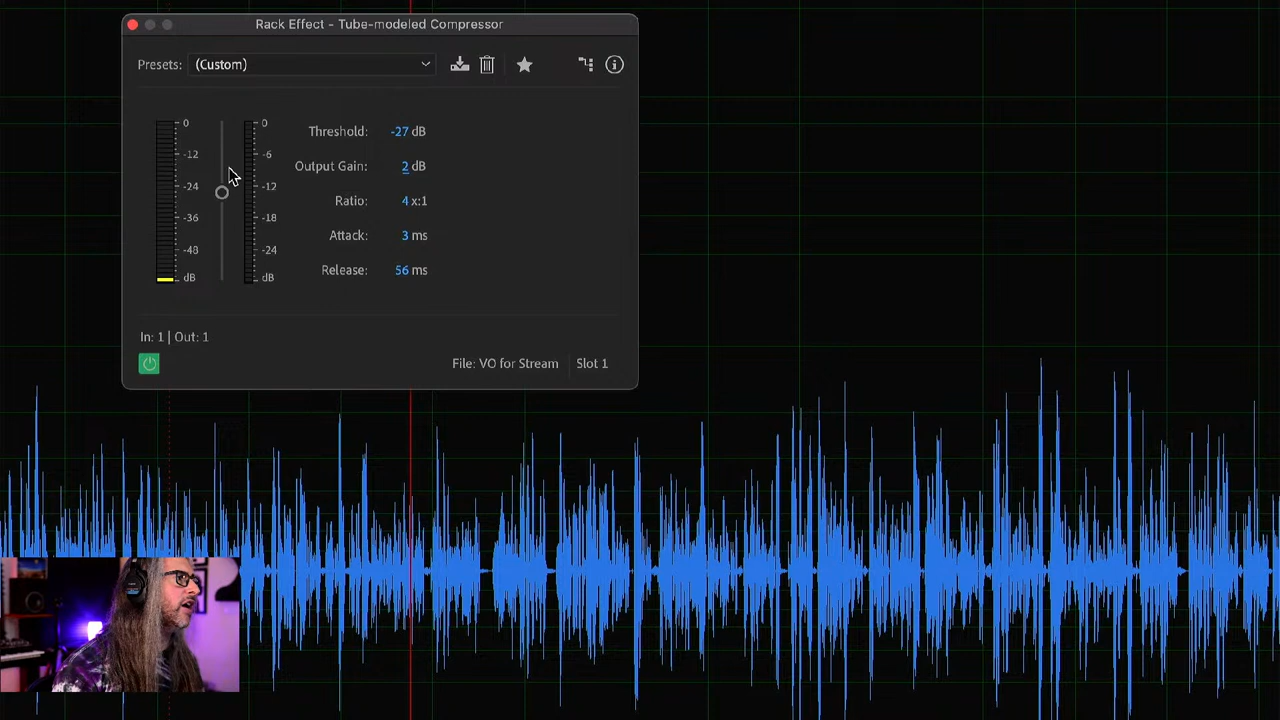 Rack Effect - Tube-modeled Compressor
Presets: (Custom)
0 0
-12 -6
-24 -12
-36 -18
-48 -24
dB dB
Threshold: -27 dB
Output Gain: 2 dB
Ratio: 4 x:1
Attack: 3 ms
Release: 56 ms
In: 1 | Out: 1
File: VO for Stream Slot 1